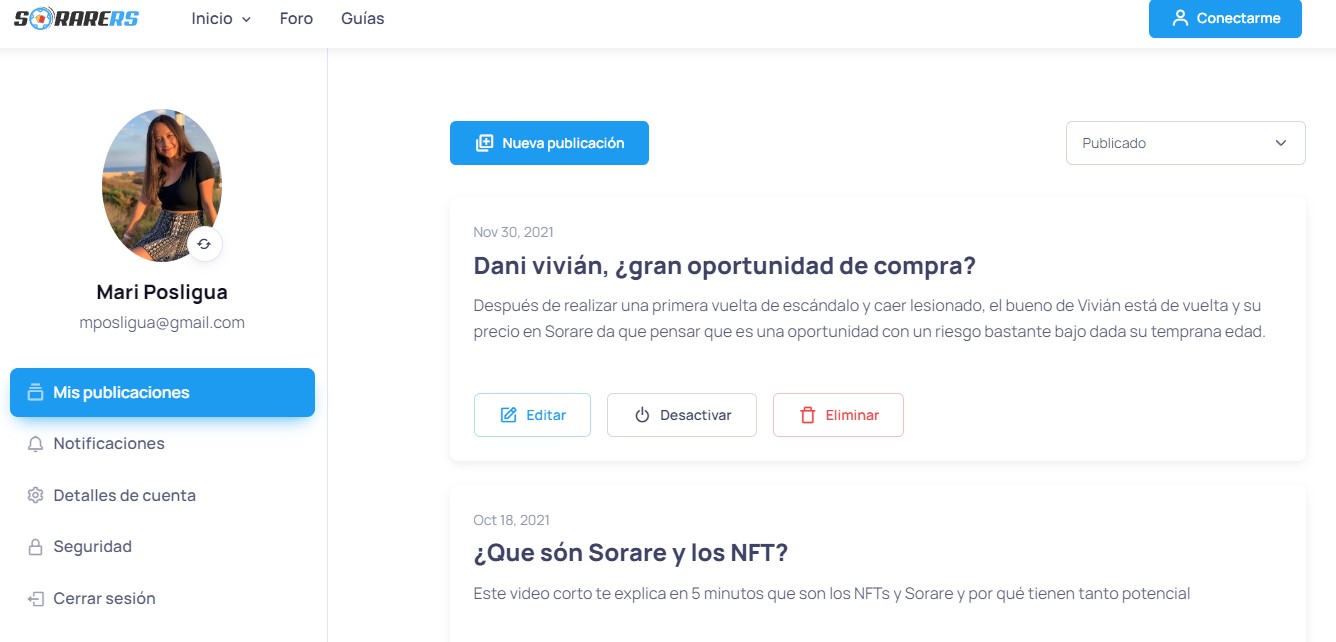 SORARERS
Inicio
Foro
Guías
Conectarme
Mari Posligua
mposligua@gmail.com
Mis publicaciones
Notificaciones
Detalles de cuenta
Seguridad
Cerrar sesión
Nueva publicación
Publicado
Nov 30, 2021
Dani vivián, ¿gran oportunidad de compra?
Después de realizar una primera vuelta de escándalo y caer lesionado, el bueno de Vivián está de vuelta y su
precio en Sorare da que pensar que es una oportunidad con un riesgo bastante bajo dada su temprana edad.
Editar
Desactivar
Eliminar
Oct 18, 2021
¿Que són Sorare y los NFT?
Este video corto te explica en 5 minutos que son los NFTs y Sorare y por qué tienen tanto potencial